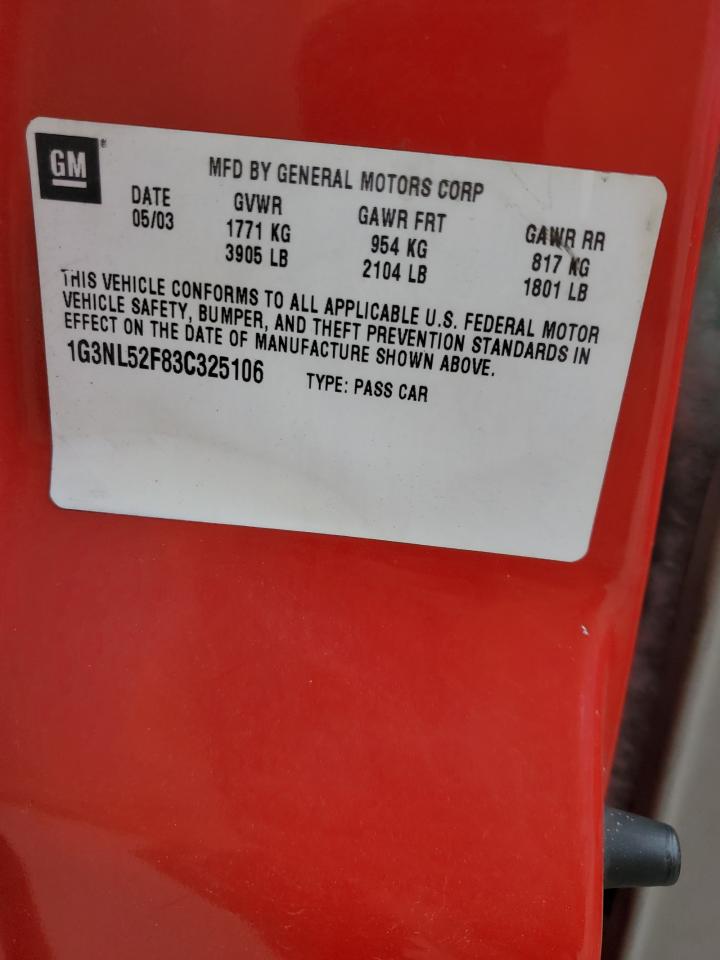 GM
MFD BY GENERAL MOTORS CORP
DATE GVWR GAWR FRT GAWR RR
05/03 1771 KG 954 KG 817 KG
3905 LB 2104 LB 1801 LB
THIS VEHICLE CONFORMS TO ALL APPLICABLE U.S. FEDERAL MOTOR
VEHICLE SAFETY, BUMPER, AND THEFT PREVENTION STANDARDS IN
EFFECT ON THE DATE OF MANUFACTURE SHOWN ABOVE.
1G3NL52F83C325106 TYPE: PASS CAR